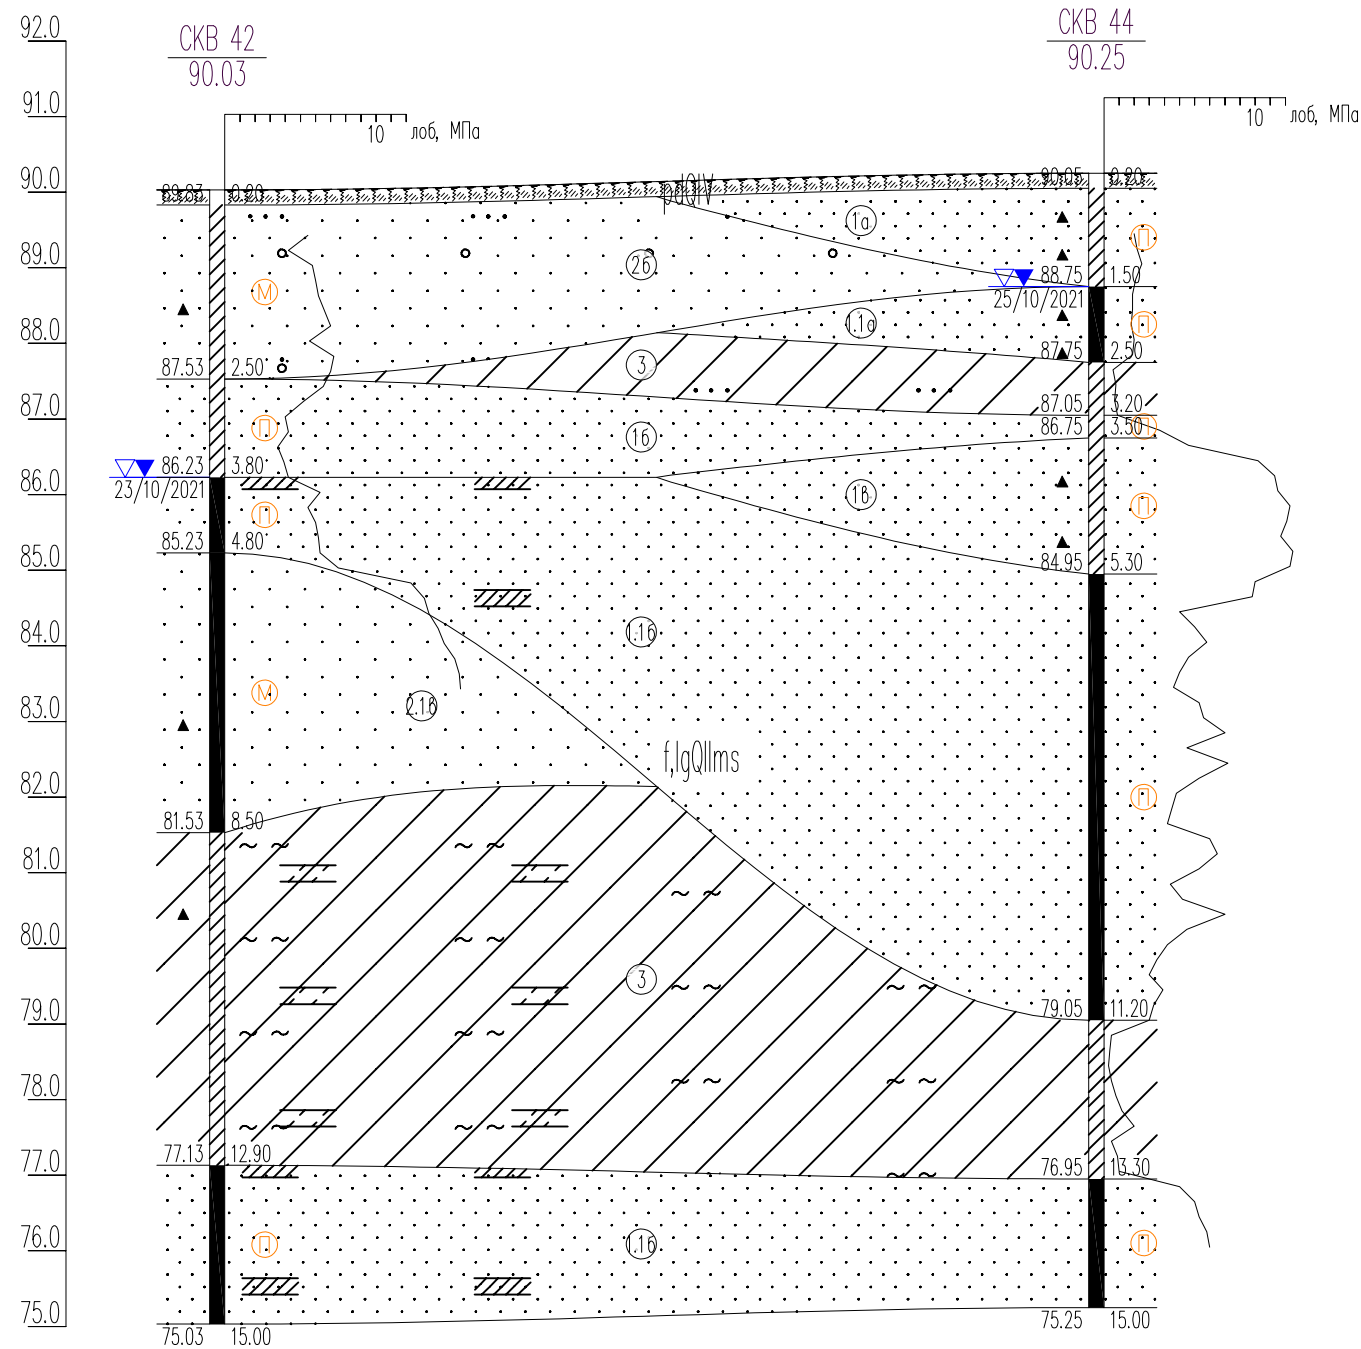 92.0
СКВ 42
90.03
СКВ 44
90.25
91.0
10 лоб, МПа
10 лоб, МПа
90.0
89.83 0.20
pdQIV
90.05 0.20
1а
П
89.0
2б
М
88.75 1.50
25/10/2021
1.1а
П
88.0
87.53 2.50
3
87.75 2.50
87.0
П
1б
87.05 3.20
86.75 3.50
П
86.23 3.80
23/10/2021
86.0
П
1в
П
85.23 4.80
85.0
84.95 5.30
84.0
1.1б
М
2.1б
83.0
f,lgQIIms
82.0
П
81.53 8.50
81.0
80.0
3
79.0
79.05 11.20
78.0
77.13 12.90
77.0
76.95 13.30
76.0
П
1.1б
П
75.0
75.03 15.00
75.25 15.00